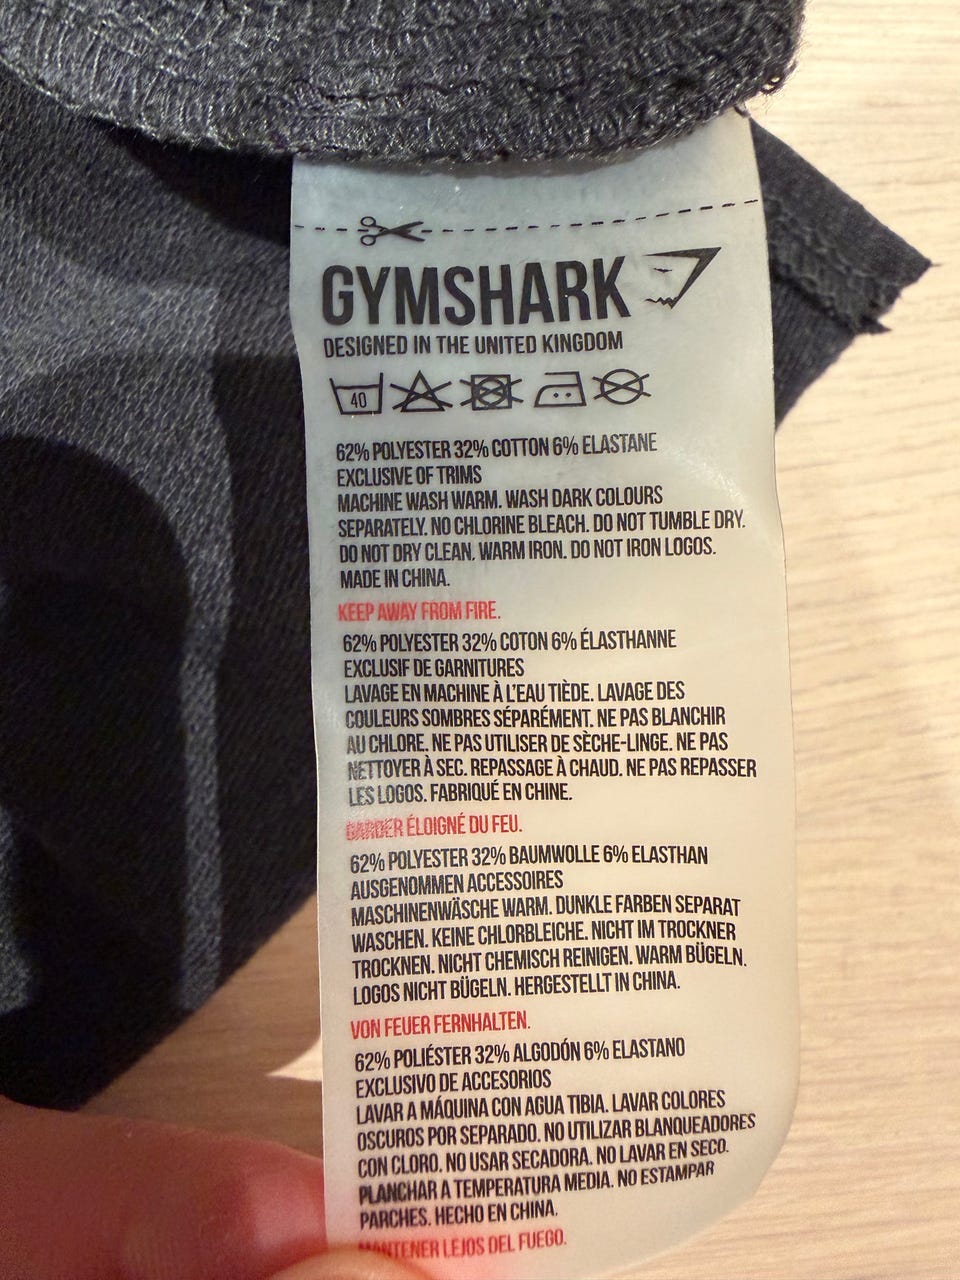 GYMSHARK
DESIGNED IN THE UNITED KINGDOM
40
62% POLYESTER 32% COTTON 6% ELASTANE
EXCLUSIVE OF TRIMS
MACHINE WASH WARM. WASH DARK COLOURS
SEPARATELY. NO CHLORINE BLEACH. DO NOT TUMBLE DRY.
DO NOT DRY CLEAN. WARM IRON. DO NOT IRON LOGOS.
MADE IN CHINA.
KEEP AWAY FROM FIRE.
62% POLYESTER 32% COTON 6% ÉLASTHANNE
EXCLUSIF DE GARNITURES
LAVAGE EN MACHINE À L'EAU TIÈDE. LAVAGE DES
COULEURS SOMBRES SÉPARÉMENT. NE PAS BLANCHIR
AU CHLORE. NE PAS UTILISER DE SÈCHE-LINGE. NE PAS
NETTOYER À SEC. REPASSAGE À CHAUD. NE PAS REPASSER
LES LOGOS. FABRIQUÉ EN CHINE.
GARDER ÉLOIGNÉ DU FEU.
62% POLYESTER 32% BAUMWOLLE 6% ELASTHAN
AUSGENOMMEN ACCESSOIRES
MASCHINENWÄSCHE WARM. DUNKLE FARBEN SEPARAT
WASCHEN. KEINE CHLORBLEICHE. NICHT IM TROCKNER
TROCKNEN. NICHT CHEMISCH REINIGEN. WARM BÜGELN.
LOGOS NICHT BÜGELN. HERGESTELLT IN CHINA.
VON FEUER FERNHALTEN.
62% POLIÉSTER 32% ALGODÓN 6% ELASTANO
EXCLUSIVO DE ACCESORIOS
LAVAR A MÁQUINA CON AGUA TIBIA. LAVAR COLORES
OSCUROS POR SEPARADO. NO UTILIZAR BLANQUEADORES
CON CLORO. NO USAR SECADORA. NO LAVAR EN SECO.
PLANCHAR A TEMPERATURA MEDIA. NO ESTAMPAR
PARCHES. HECHO EN CHINA.
MANTENER LEJOS DEL FUEGO.